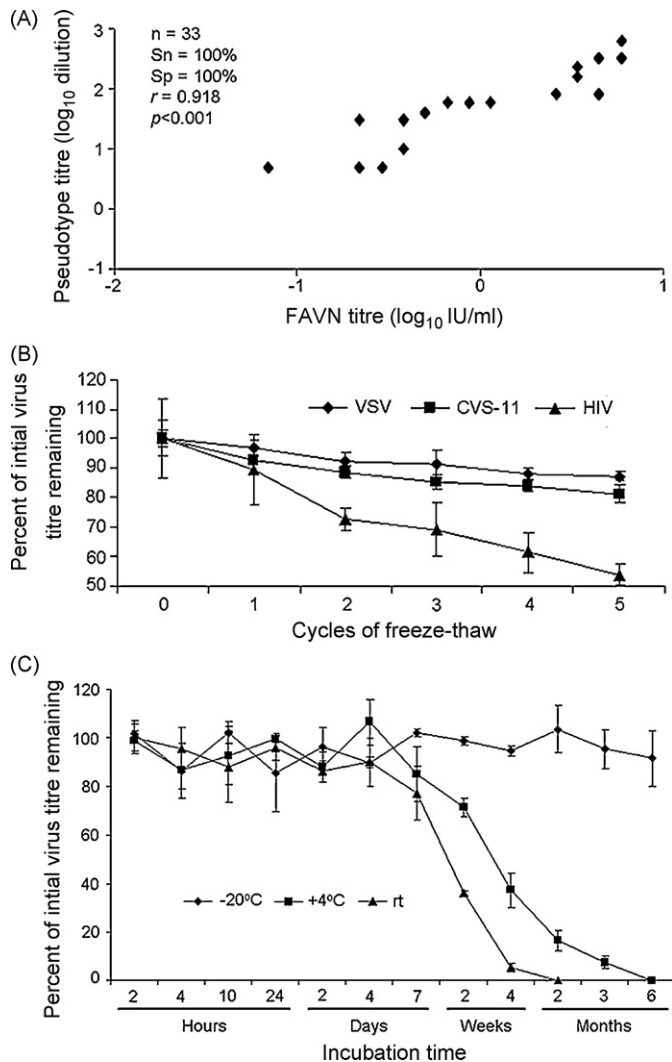 (A)
n = 33
Sn = 100%
Sp = 100%
r = 0.918
p<0.001
Pseudotype titre (log10 dilution)
3
2
1
0
-1
-2 -1 0 1
FAVN titre (log10 IU/ml)
(B)
Percent of intial virus
titre remaining
120
110
100
90
80
70
60
50
VSV CVS-11 HIV
0 1 2 3 4 5
Cycles of freeze-thaw
(C)
Percent of intial virus titre remaining
120
100
80
60
40
20
0
-20ºC +4ºC rt
2 4 10 24 2 4 7 2 4 2 3 6
Hours Days Weeks Months
Incubation time